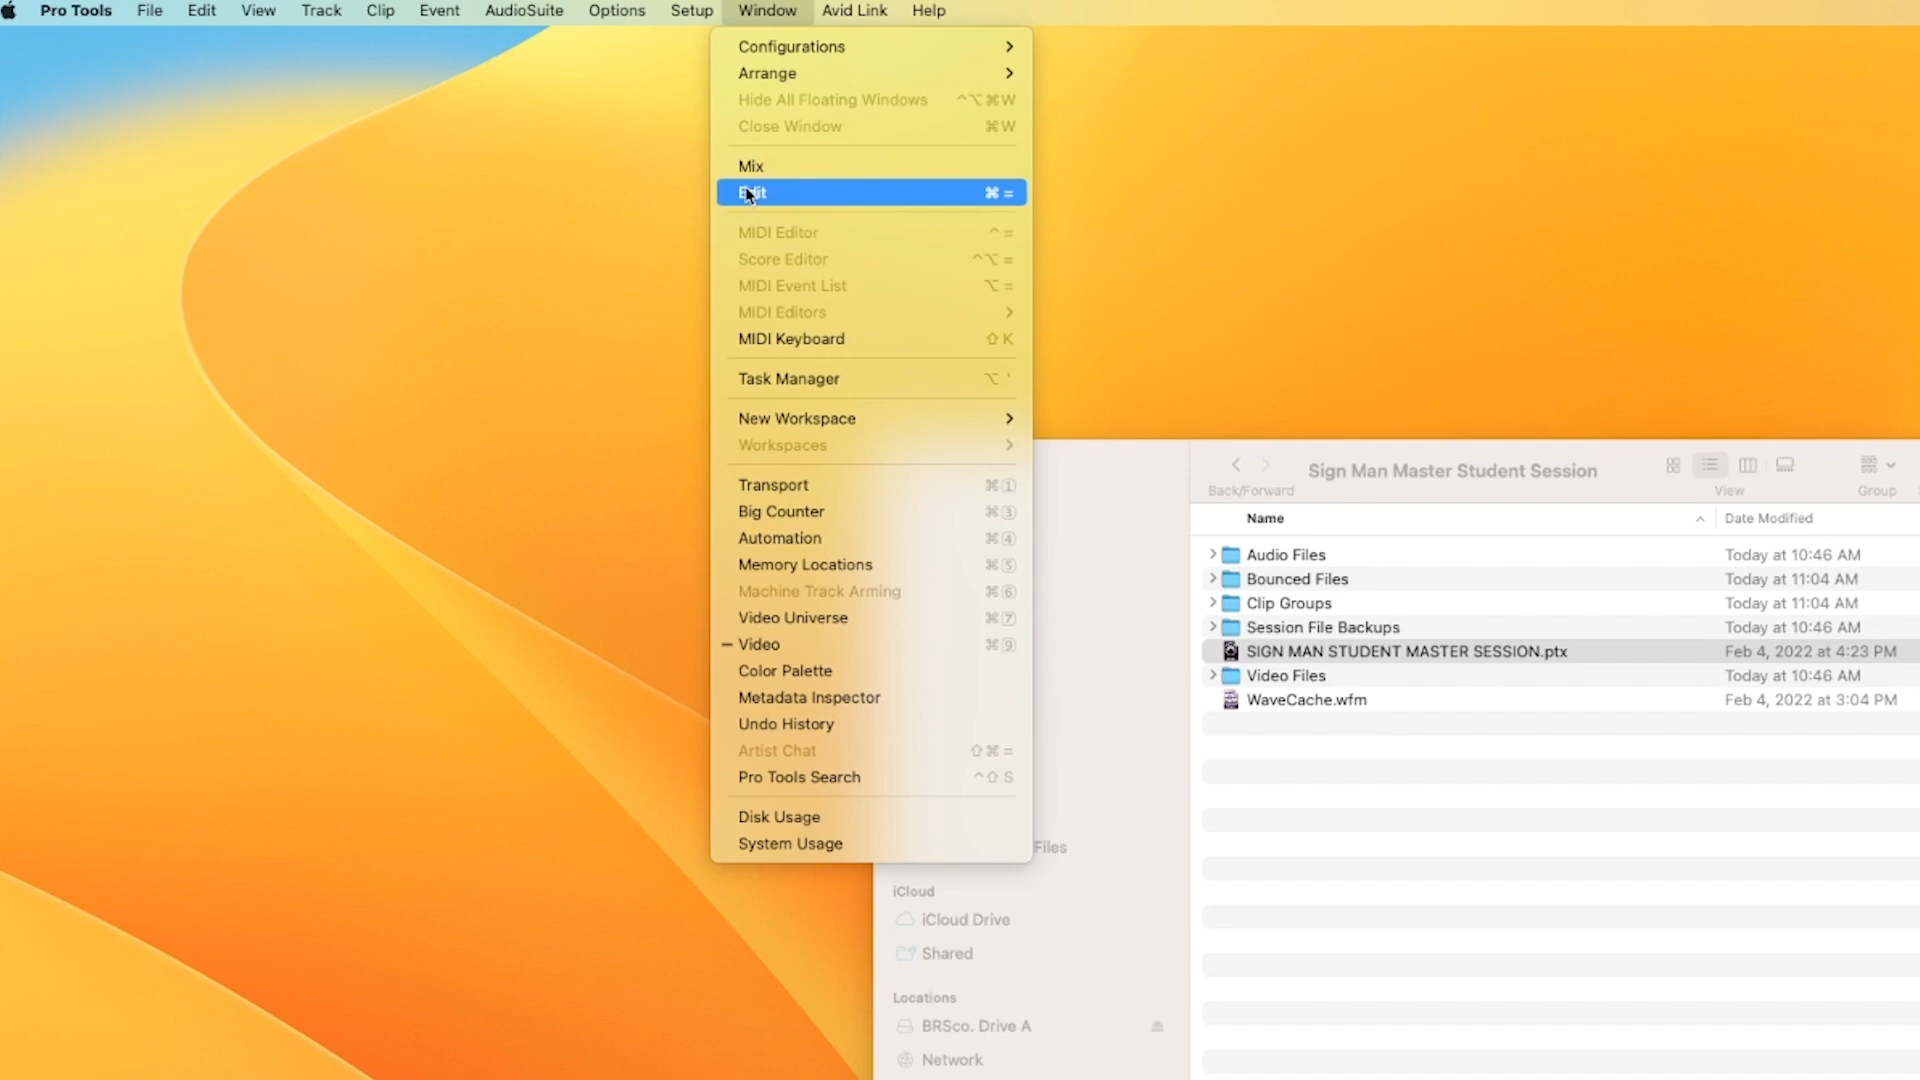 Pro Tools File Edit View Track Clip Event AudioSuite Options Setup Window Avid Link Help
Configurations
Arrange
Hide All Floating Windows ^⌥⌘W
Close Window ⌘W
Mix
Edit ⌘=
MIDI Editor ^=
Score Editor ^⌥=
MIDI Event List ⌥=
MIDI Editors
MIDI Keyboard ⇧K
Task Manager ⌥'
New Workspace
Workspaces
Transport ⌘1
Big Counter ⌘3
Automation ⌘4
Memory Locations ⌘5
Machine Track Arming ⌘6
Video Universe ⌘7
– Video ⌘9
Color Palette
Metadata Inspector
Undo History
Artist Chat ⇧⌘=
Pro Tools Search ^⇧S
Disk Usage
System Usage
Files
iCloud
iCloud Drive
Shared
Locations
BRSco. Drive A
Network
Sign Man Master Student Session
Back/Forward View Group
Name Date Modified
Audio Files Today at 10:46 AM
Bounced Files Today at 11:04 AM
Clip Groups Today at 11:04 AM
Session File Backups Today at 10:46 AM
SIGN MAN STUDENT MASTER SESSION.ptx Feb 4, 2022 at 4:23 PM
Video Files Today at 10:46 AM
WaveCache.wfm Feb 4, 2022 at 3:04 PM